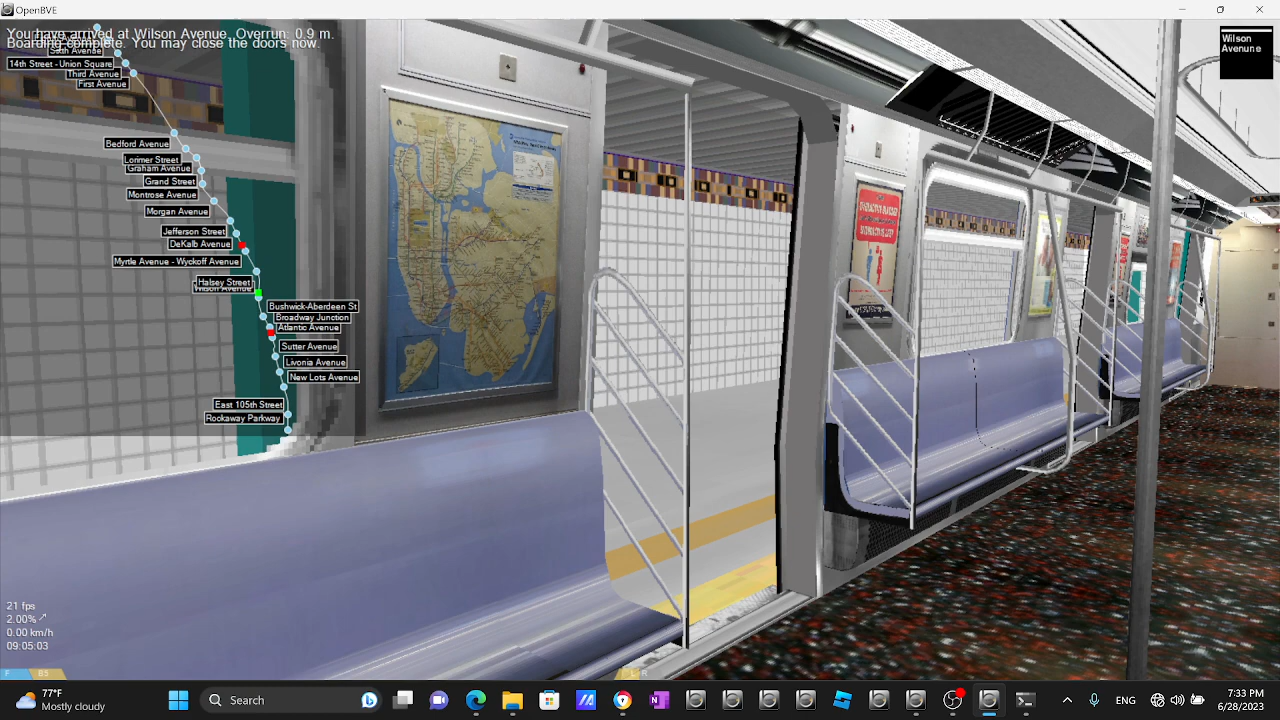 OpenBVE
You have arrived at Wilson Avenue. Overrun: 0.9 m.
Boarding complete. You may close the doors now.
Sixth Avenue
14th Street - Union Square
Third Avenue
First Avenue
Bedford Avenue
Lorimer Street
Graham Avenue
Grand Street
Montrose Avenue
Morgan Avenue
Jefferson Street
DeKalb Avenue
Myrtle Avenue - Wyckoff Avenue
Halsey Street
Wilson Avenue
Bushwick-Aberdeen St
Broadway Junction
Atlantic Avenue
Sutter Avenue
Livonia Avenue
New Lots Avenue
East 105th Street
Rockaway Parkway
Wilson
Avenune
21 fps
2.00%
0.00 km/h
09:05:03
F B5
L R
77°F
Mostly cloudy
Search
ENG
7:33 PM
6/28/2023